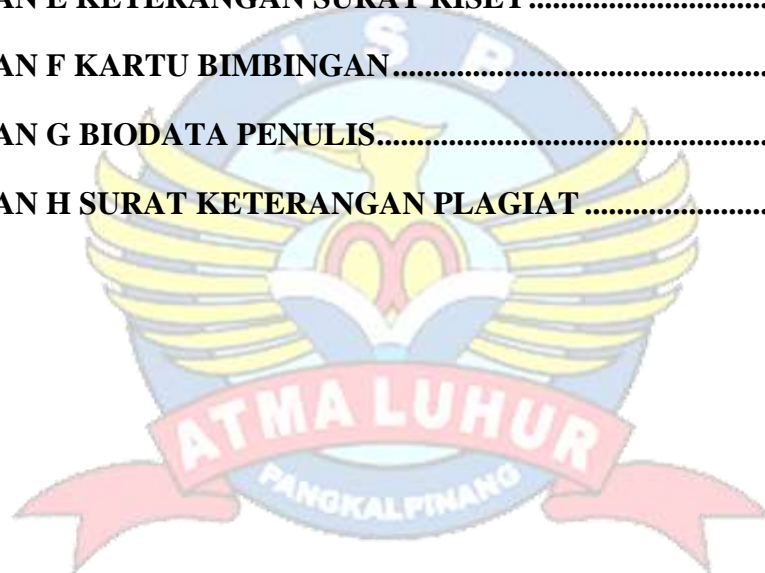 AN E KETERANGAN SURAT RISET..............................
AN F KARTU BIMBINGAN...............................................
AN G BIODATA PENULIS.................................................
AN H SURAT KETERANGAN PLAGIAT.......................
I S B
ATMA LUHUR
PANGKALPINANG